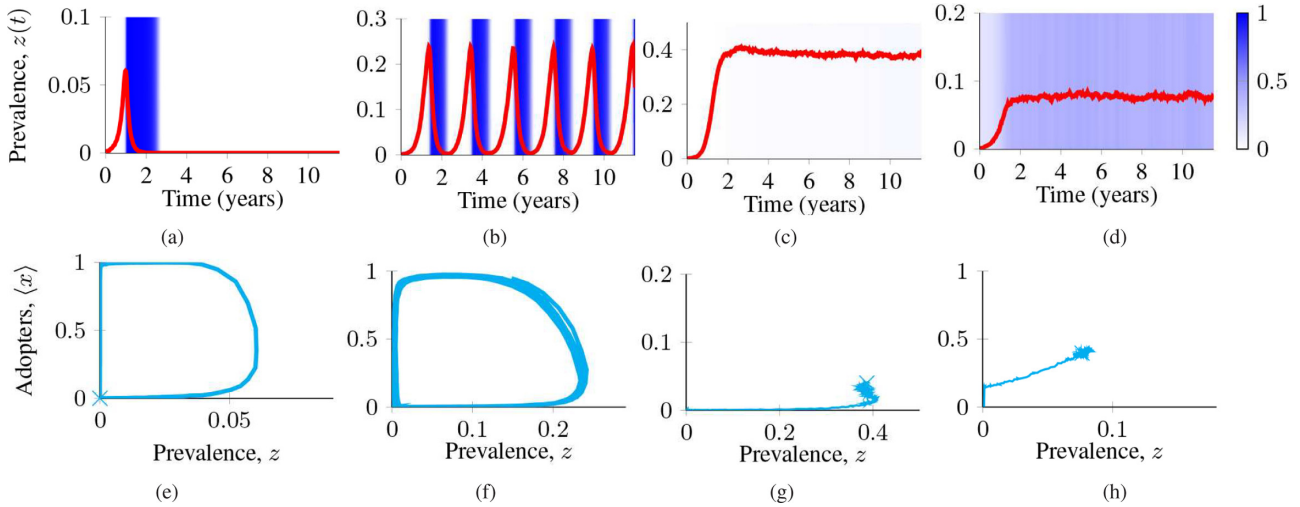 Prevalence, z(t)
0.1
0.05
0
0 2 4 6 8 10
Time (years)
(a)
0.3
0.2
0.1
0
0 2 4 6 8 10
Time (years)
(b)
0.4
0.2
0
0 2 4 6 8 10
Time (years)
(c)
0.2
0.1
0
0 2 4 6 8 10
Time (years)
(d)
1
0.5
0
Adopters, ⟨x⟩
1
0.5
0
0 0.05
Prevalence, z
(e)
1
0.5
0
0 0.1 0.2
Prevalence, z
(f)
0.2
0.1
0
0 0.2 0.4
Prevalence, z
(g)
1
0.5
0
0 0.1
Prevalence, z
(h)